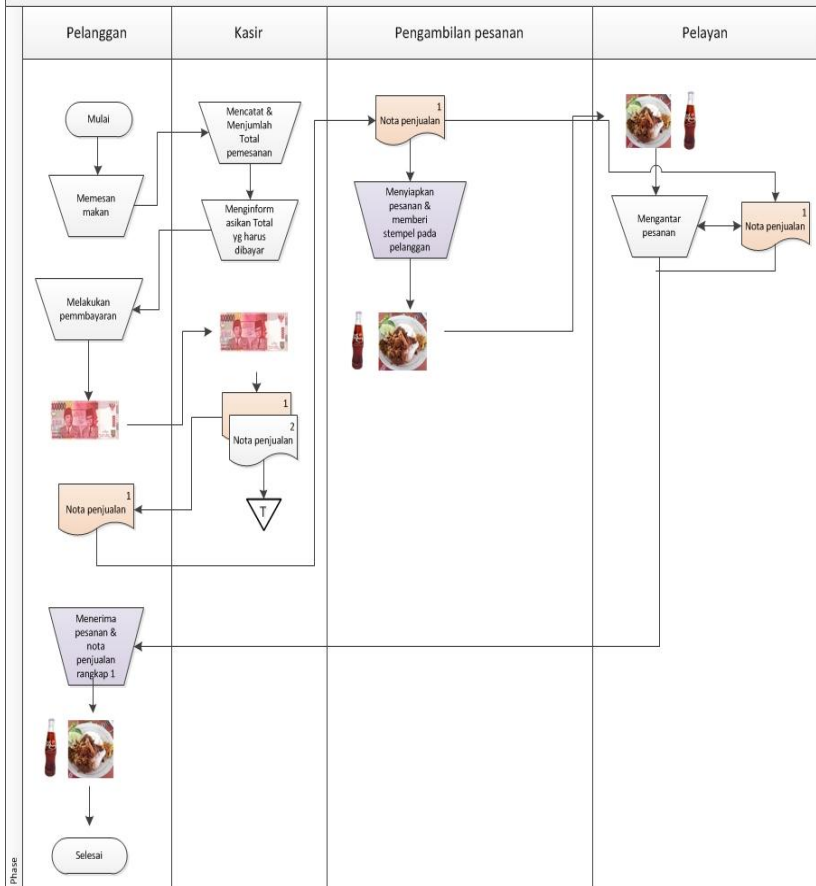 Pelanggan
Kasir
Pengambilan pesanan
Pelayan
Mulai
Memesan
makan
Mencatat &
Menjumlah
Total
pemesanan
Menginform
asikan Total
yg harus
dibayar
Melakukan
pemmbayaran
1
2
Nota penjualan
T
1
Nota penjualan
1
Nota penjualan
Menyiapkan
pesanan &
memberi
stempel pada
pelanggan
Mengantar
pesanan
1
Nota penjualan
Menerima
pesanan &
nota
penjualan
rangkap 1
Selesai
Phase